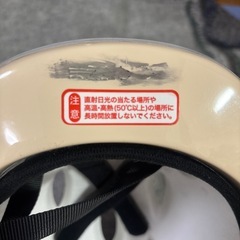 注意
直射日光の当たる場所や
高温・高熱(50℃以上)の場所に
長時間放置しないでください。